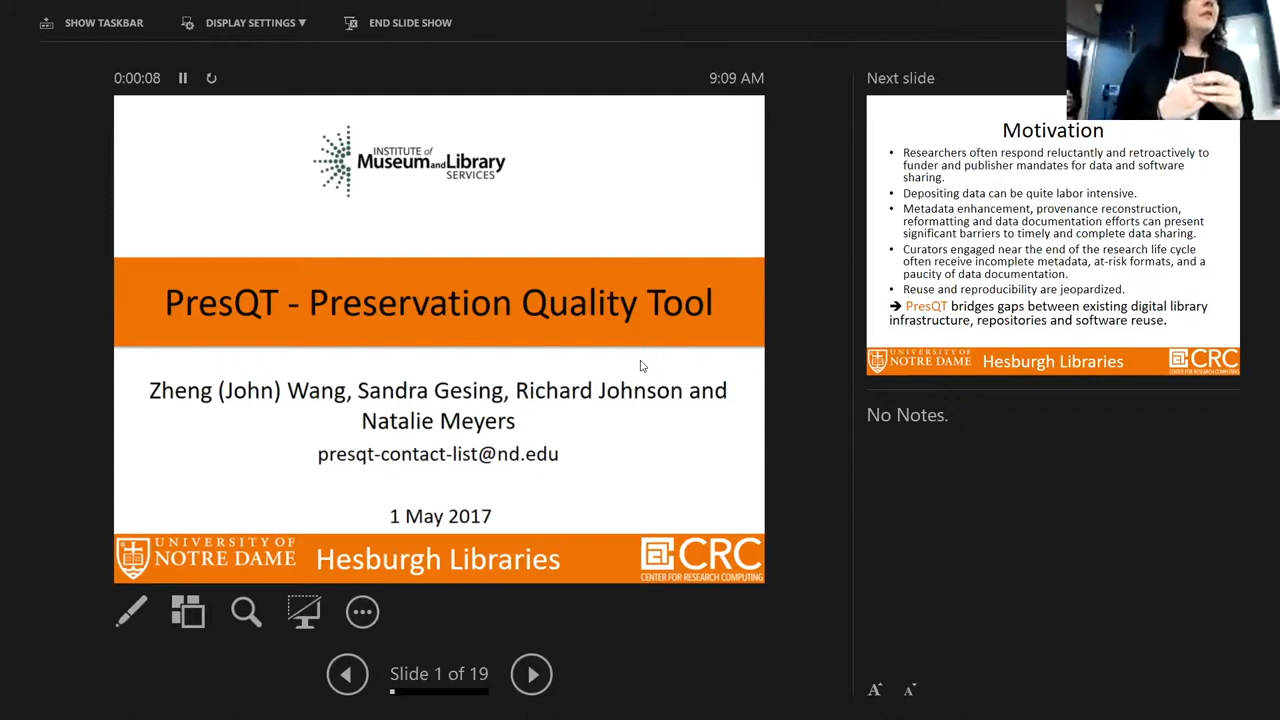 SHOW TASKBAR
DISPLAY SETTINGS ▼
END SLIDE SHOW
0:00:08
9:09 AM
INSTITUTE of
Museum and Library
SERVICES
PresQT - Preservation Quality Tool
Zheng (John) Wang, Sandra Gesing, Richard Johnson and
Natalie Meyers
presqt-contact-list@nd.edu
1 May 2017
UNIVERSITY OF
NOTRE DAME
Hesburgh Libraries
CRC
CENTER FOR RESEARCH COMPUTING
Slide 1 of 19
Next slide
Motivation
• Researchers often respond reluctantly and retroactively to
funder and publisher mandates for data and software
sharing.
• Depositing data can be quite labor intensive.
• Metadata enhancement, provenance reconstruction,
reformatting and data documentation efforts can present
significant barriers to timely and complete data sharing.
• Curators engaged near the end of the research life cycle
often receive incomplete metadata, at-risk formats, and a
paucity of data documentation.
• Reuse and reproducibility are jeopardized.
➔ PresQT bridges gaps between existing digital library
infrastructure, repositories and software reuse.
UNIVERSITY OF
NOTRE DAME
Hesburgh Libraries
CRC
CENTER FOR RESEARCH COMPUTING
No Notes.
A A